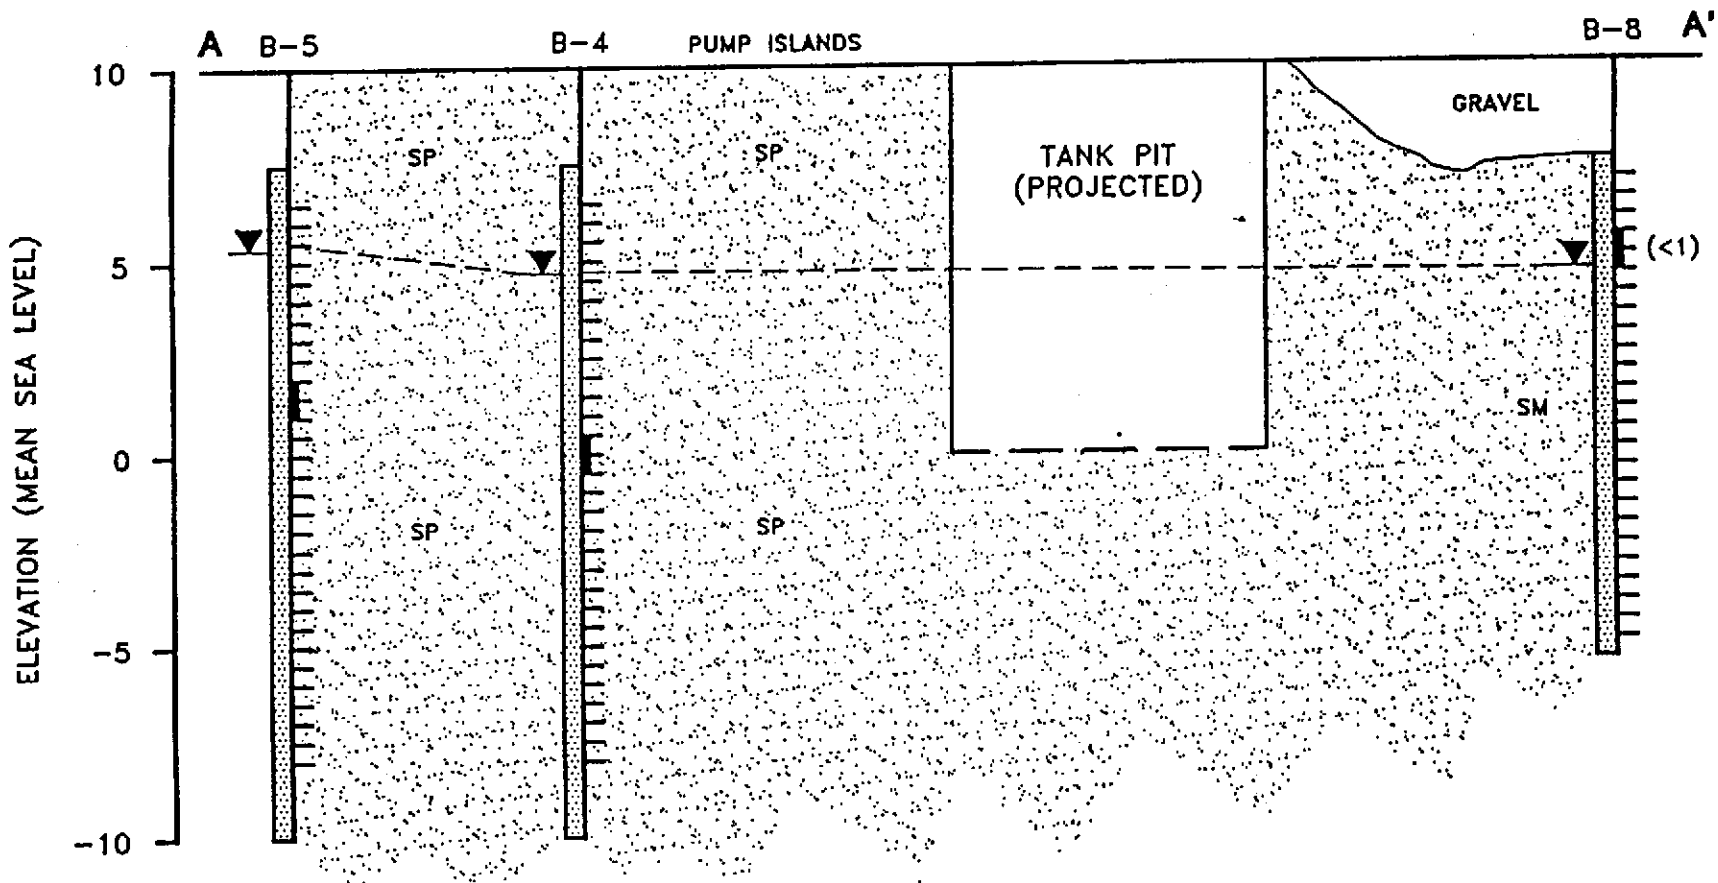 A B-5 B-4 PUMP ISLANDS B-8 A'
10
GRAVEL
SP SP TANK PIT
(PROJECTED)
(<1)
5
SM
0
SP SP
-5
-10
ELEVATION (MEAN SEA LEVEL)